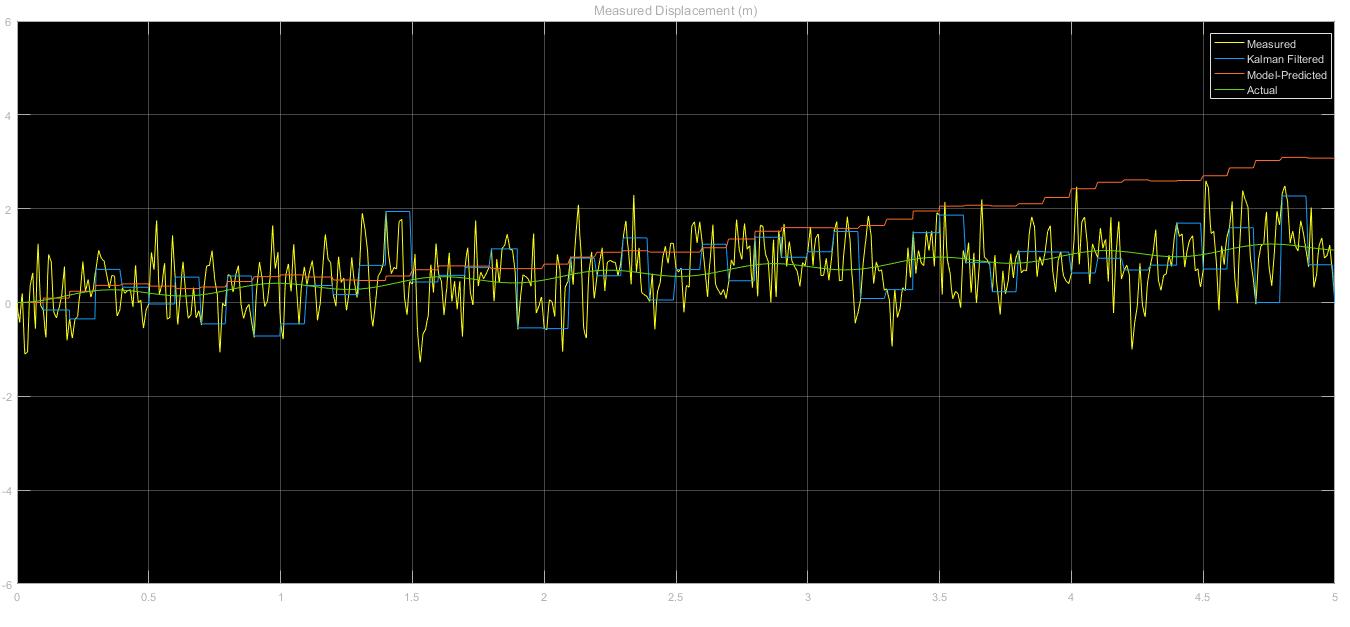 Measured Displacement (m)
6
Measured
Kalman Filtered
Model-Predicted
Actual
4
2
0
-2
-4
-6
0 0.5 1 1.5 2 2.5 3 3.5 4 4.5 5